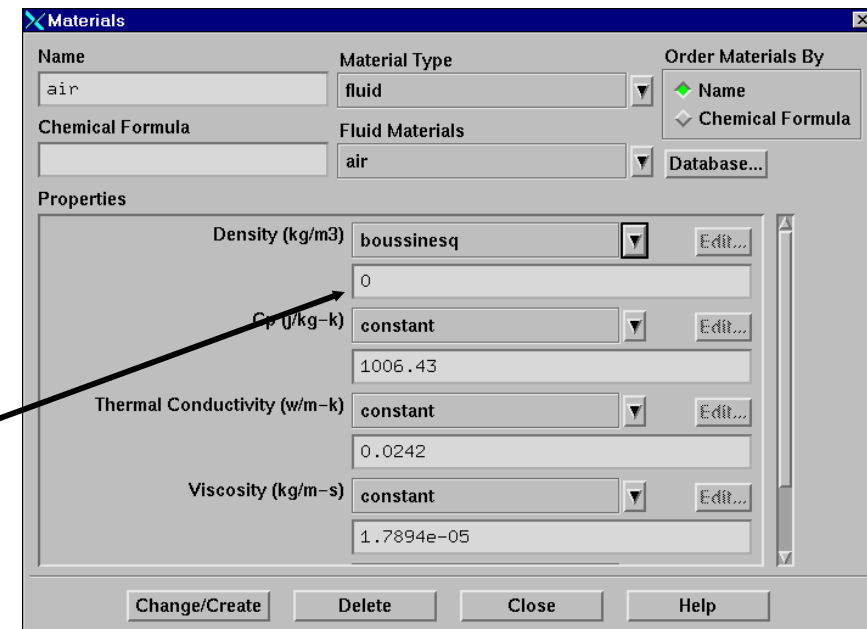 Materials
Name
Material Type
Order Materials By
air
fluid
Name
Chemical Formula
Chemical Formula
Fluid Materials
air
Database...
Properties
Density (kg/m3)
boussinesq
Edit...
0
Cp (j/kg-k)
constant
Edit...
1006.43
Thermal Conductivity (w/m-k)
constant
Edit...
0.0242
Viscosity (kg/m-s)
constant
Edit...
1.7894e-05
Change/Create
Delete
Close
Help